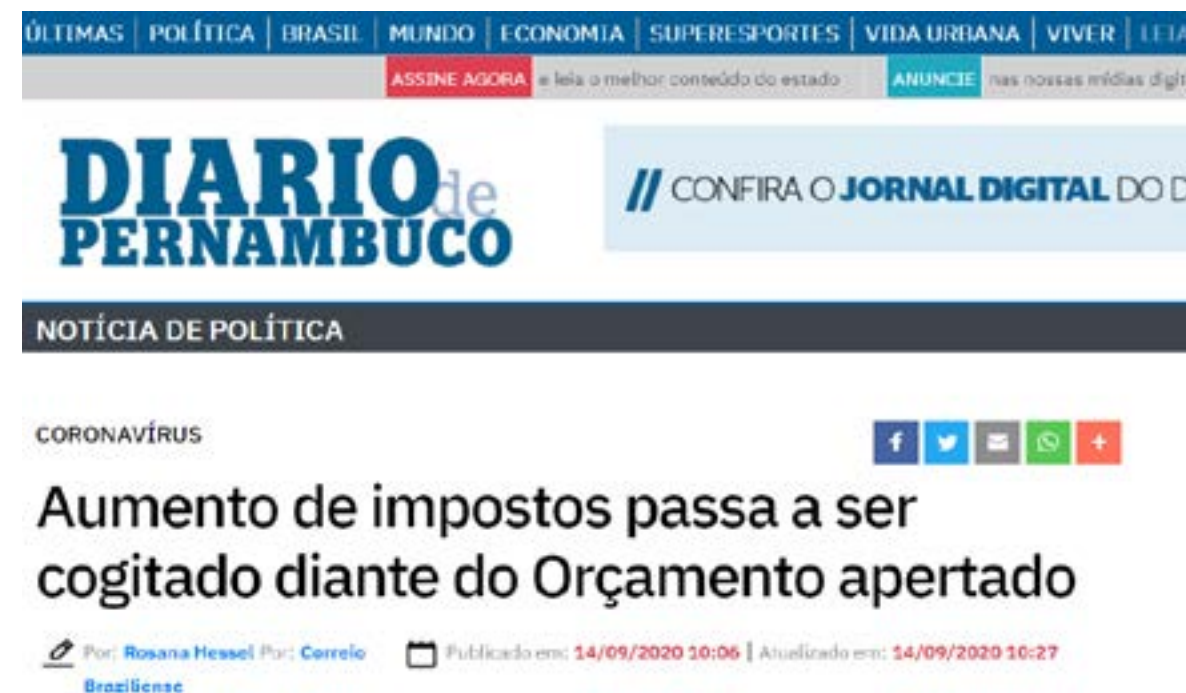 ÚLTIMAS | POLÍTICA | BRASIL | MUNDO | ECONOMIA | SUPERESPORTES | VIDA URBANA | VIVER | LEIA
ASSINE AGORA e leia o melhor conteúdo do estado ANUNCIE nas nossas mídias digit
DIARIO de
PERNAMBUCO
// CONFIRA O JORNAL DIGITAL DO D
NOTÍCIA DE POLÍTICA
CORONAVÍRUS
Aumento de impostos passa a ser
cogitado diante do Orçamento apertado
Por: Rosana Hessel Por: Correio
Braziliense
Publicado em: 14/09/2020 10:06 | Atualizado em: 14/09/2020 10:27